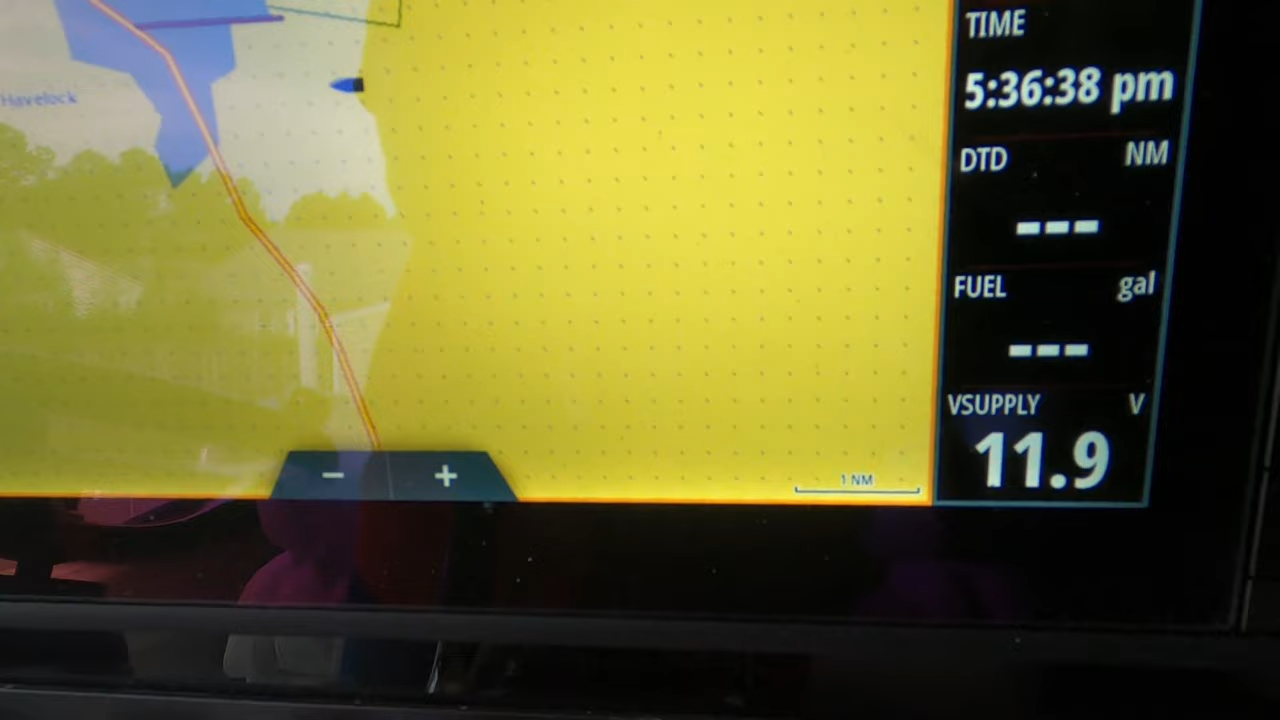 TIME
5:36:38 pm
Havelock
DTD NM
---
FUEL gal
---
VSUPPLY V
11.9
- +
1 NM